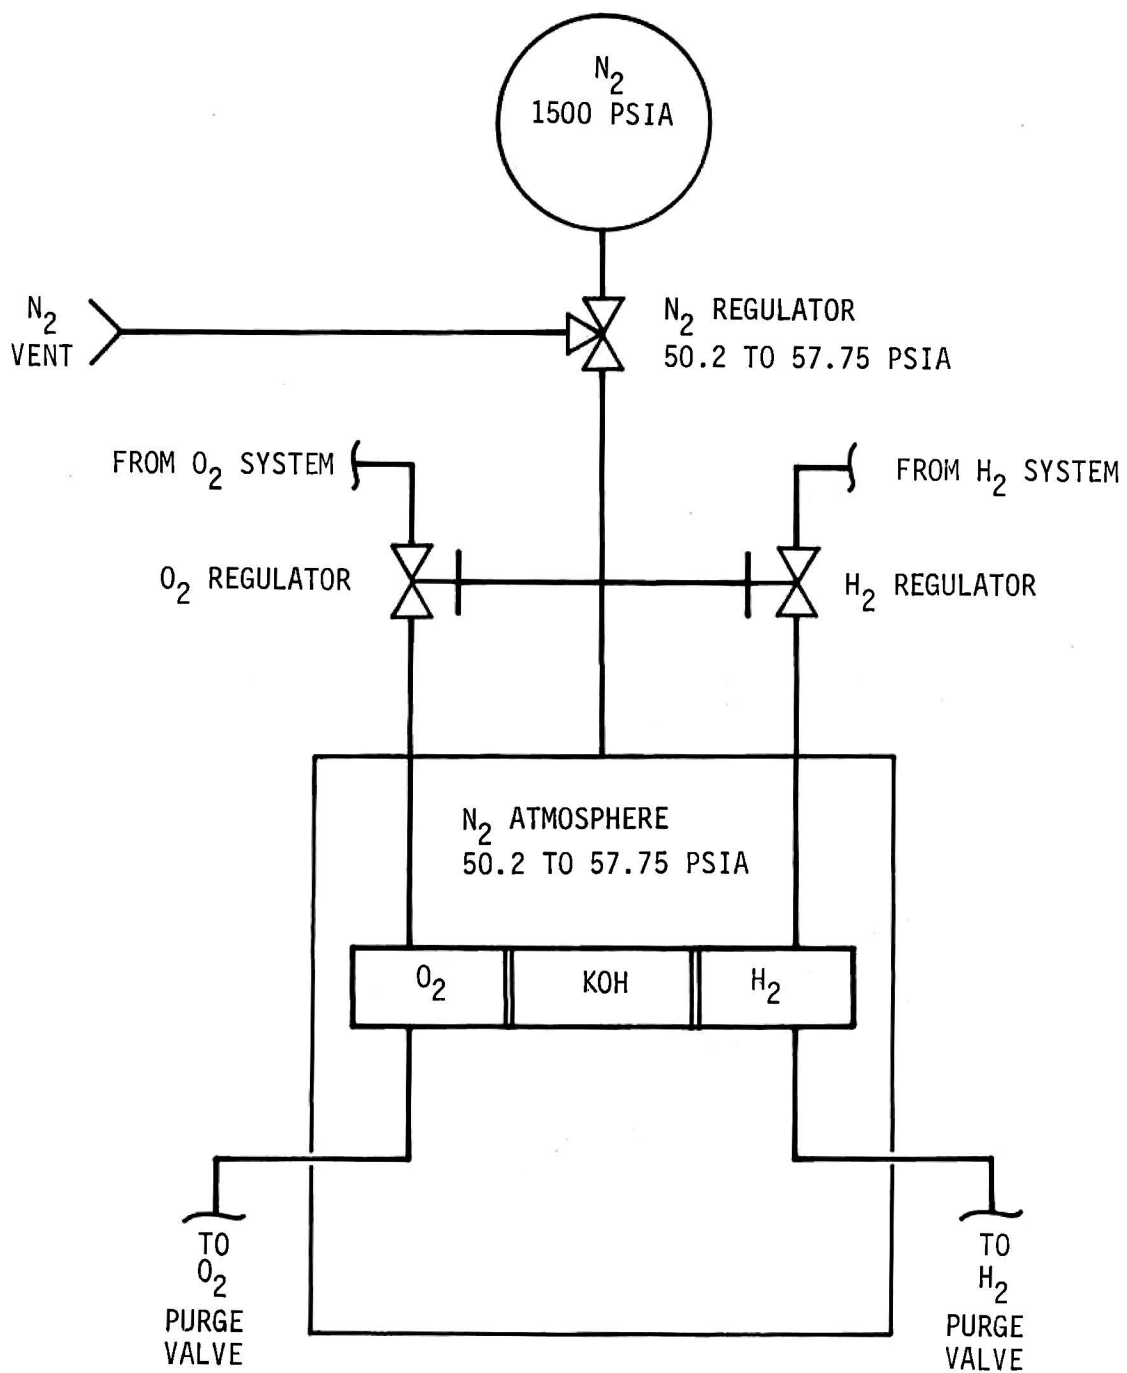 N2
1500 PSIA
N2
VENT
N2 REGULATOR
50.2 TO 57.75 PSIA
FROM O2 SYSTEM
FROM H2 SYSTEM
O2 REGULATOR
H2 REGULATOR
N2 ATMOSPHERE
50.2 TO 57.75 PSIA
O2
KOH
H2
TO
O2
PURGE
VALVE
TO
H2
PURGE
VALVE